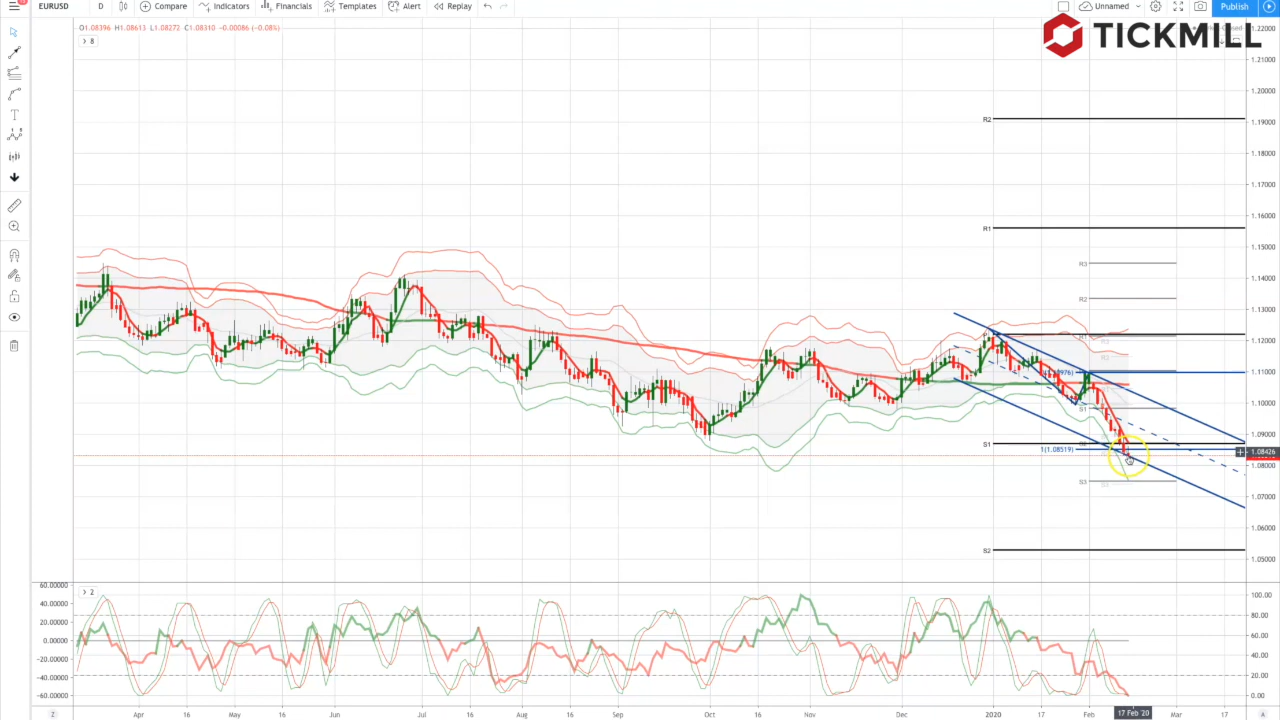 EURUSD D Compare Indicators Financials Templates Alert Replay Unnamed Publish
TICKMILL
O1.08396 H1.08613 L1.08272 C1.08310 -0.00086 (-0.08%)
8
1.22000
1.21000
1.20000
R2
1.19000
1.18000
1.17000
1.16000
R1
1.15000
R3
1.14000
R2
1.13000
R1
1.12000
R3
1.11000
S1
1.10000
1.09000
S1
1(1.08519)
1.08426
1.08000
S3
1.07000
1.06000
S2
1.05000
2
60.00000 100.00
40.00000 80.00
20.00000
0.00000 60.00
-20.00000 40.00
-40.00000 20.00
-60.00000 0.00
Z Apr 16 May 16 Jun 16 Jul 16 Aug 16 Sep 16 Oct 16 Nov 16 Dec 16 2020 17 Feb 17 Feb '20 Mar 17 A